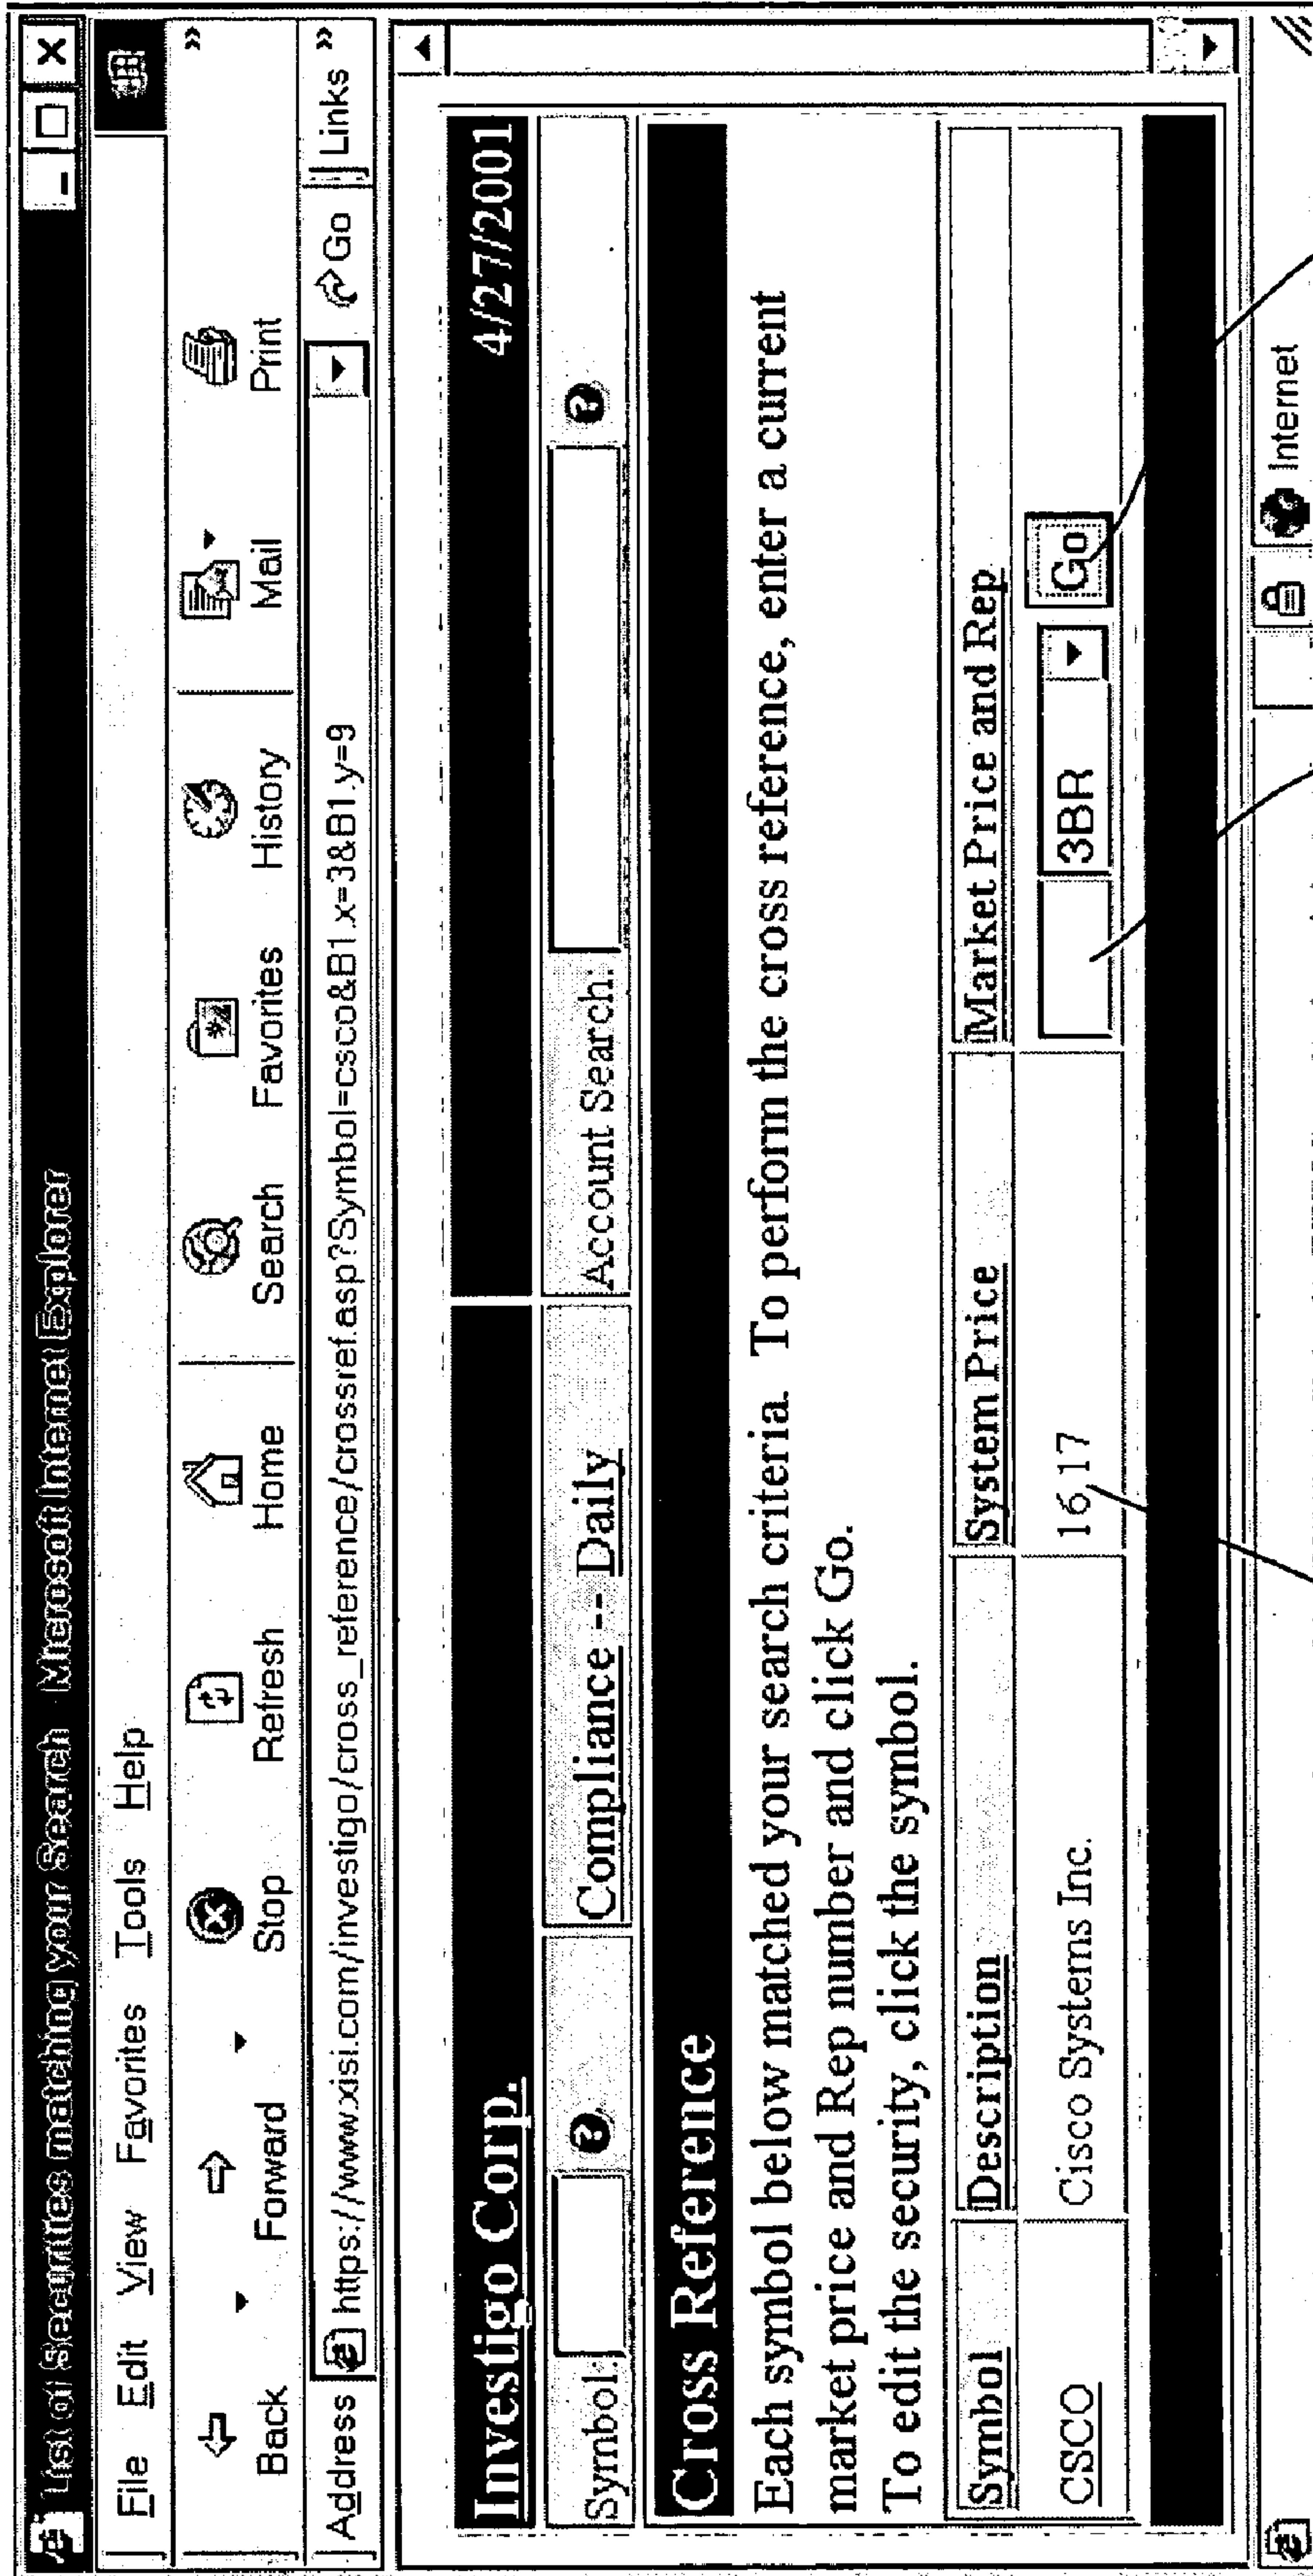 List of Securities matching your Search - Microsoft Internet Explorer
File Edit View Favorites Tools Help
Back Forward Stop Refresh Home Search Favorites History Mail Print
Address https://www.xisi.com/investigo/cross_reference/crossref.asp?Symbol=csco&B1.x=3&B1.y=9 Go Links
Investigo Corp. 4/27/2001
Symbol: Compliance -- Daily Account Search:
Cross Reference
Each symbol below matched your search criteria. To perform the cross reference, enter a current
market price and Rep number and click Go.
To edit the security, click the symbol.
Symbol Description System Price Market Price and Rep
CSCO Cisco Systems Inc. 16.17 3BR Go
Internet